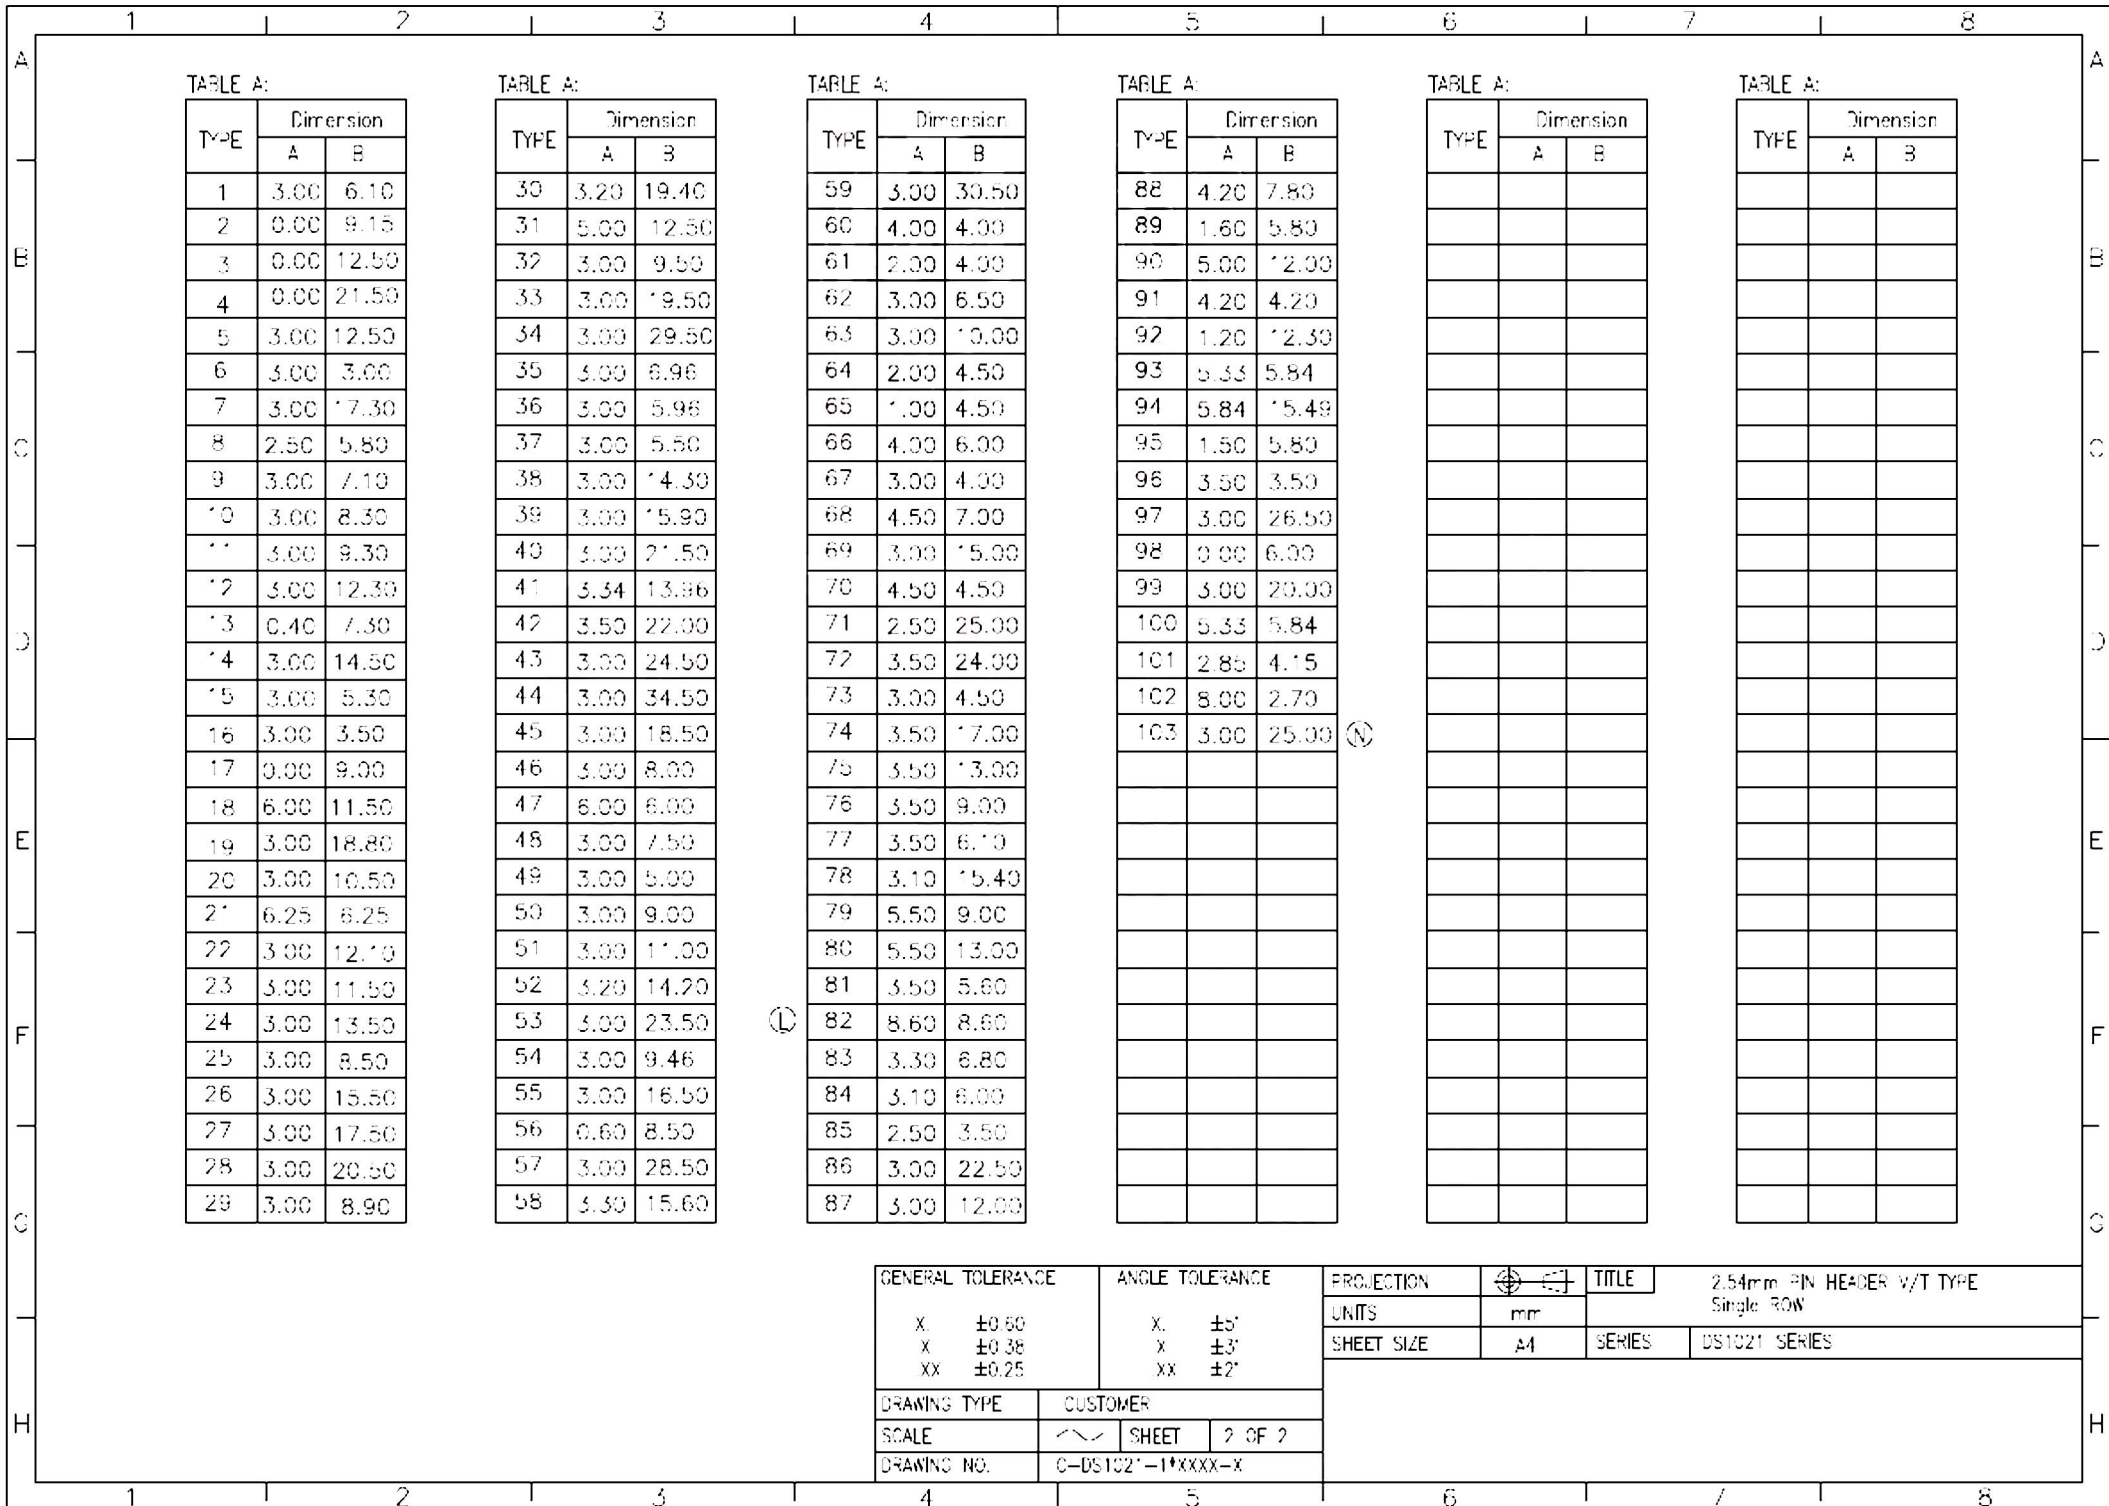 1 2 3 4 5 6 7 8
A A
B B
C C
D D
E E
F F
G G
H H
TABLE A:
TYPE Dimension
A B
1 3.00 6.10
2 0.00 9.15
3 0.00 12.50
4 0.00 21.50
5 3.00 12.50
6 3.00 3.00
7 3.00 17.30
8 2.50 5.80
9 3.00 7.10
10 3.00 8.30
11 3.00 9.30
12 3.00 12.30
13 0.40 7.30
14 3.00 14.50
15 3.00 5.30
16 3.00 3.50
17 0.00 9.00
18 6.00 11.50
19 3.00 18.80
20 3.00 10.50
21 6.25 6.25
22 3.00 12.10
23 3.00 11.50
24 3.00 13.50
25 3.00 8.50
26 3.00 15.50
27 3.00 17.50
28 3.00 20.50
29 3.00 8.90
TABLE A:
TYPE Dimension
A B
30 3.20 19.40
31 5.00 12.50
32 3.00 9.50
33 3.00 19.50
34 3.00 29.50
35 3.00 6.96
36 3.00 5.96
37 3.00 5.50
38 3.00 14.30
39 3.00 15.90
40 3.00 21.50
41 3.34 13.96
42 3.50 22.00
43 3.00 24.50
44 3.00 34.50
45 3.00 18.50
46 3.00 8.00
47 6.00 6.00
48 3.00 7.50
49 3.00 5.00
50 3.00 9.00
51 3.00 11.00
52 3.20 14.20
53 3.00 23.50
54 3.00 9.46
55 3.00 16.50
56 0.60 8.50
57 3.00 28.50
58 3.30 15.60
TABLE A:
TYPE Dimension
A B
59 3.00 30.50
60 4.00 4.00
61 2.00 4.00
62 3.00 6.50
63 3.00 10.00
64 2.00 4.50
65 1.00 4.50
66 4.00 6.00
67 3.00 4.00
68 4.50 7.00
69 3.00 15.00
70 4.50 4.50
71 2.50 25.00
72 3.50 24.00
73 3.00 4.50
74 3.50 17.00
75 3.50 13.00
76 3.50 9.00
77 3.50 6.10
78 3.10 15.40
79 5.50 9.00
80 5.50 13.00
81 3.50 5.60
L 82 8.60 8.60
83 3.30 6.80
84 3.10 6.00
85 2.50 3.50
86 3.00 22.50
87 3.00 12.00
TABLE A:
TYPE Dimension
A B
88 4.20 7.80
89 1.60 5.80
90 5.00 12.00
91 4.20 4.20
92 1.20 12.30
93 5.33 5.84
94 5.84 15.49
95 1.50 5.80
96 3.50 3.50
97 3.00 26.50
98 0.00 6.00
99 3.00 20.00
100 5.33 5.84
101 2.85 4.15
102 8.00 2.70
103 3.00 25.00 N
TABLE A:
TYPE Dimension
A B
TABLE A:
TYPE Dimension
A B
GENERAL TOLERANCE
X. ±0.60
X ±0.38
XX ±0.25
ANGLE TOLERANCE
X. ±5°
X ±3°
XX ±2°
DRAWING TYPE CUSTOMER
SCALE SHEET 2 OF 2
DRAWING NO. C-DS1021-1*XXXX-X
PROJECTION
UNITS mm
SHEET SIZE A4
TITLE 2.54mm PIN HEADER V/T TYPE
Single ROW
SERIES DS1021 SERIES
1 2 3 4 5 6 7 8